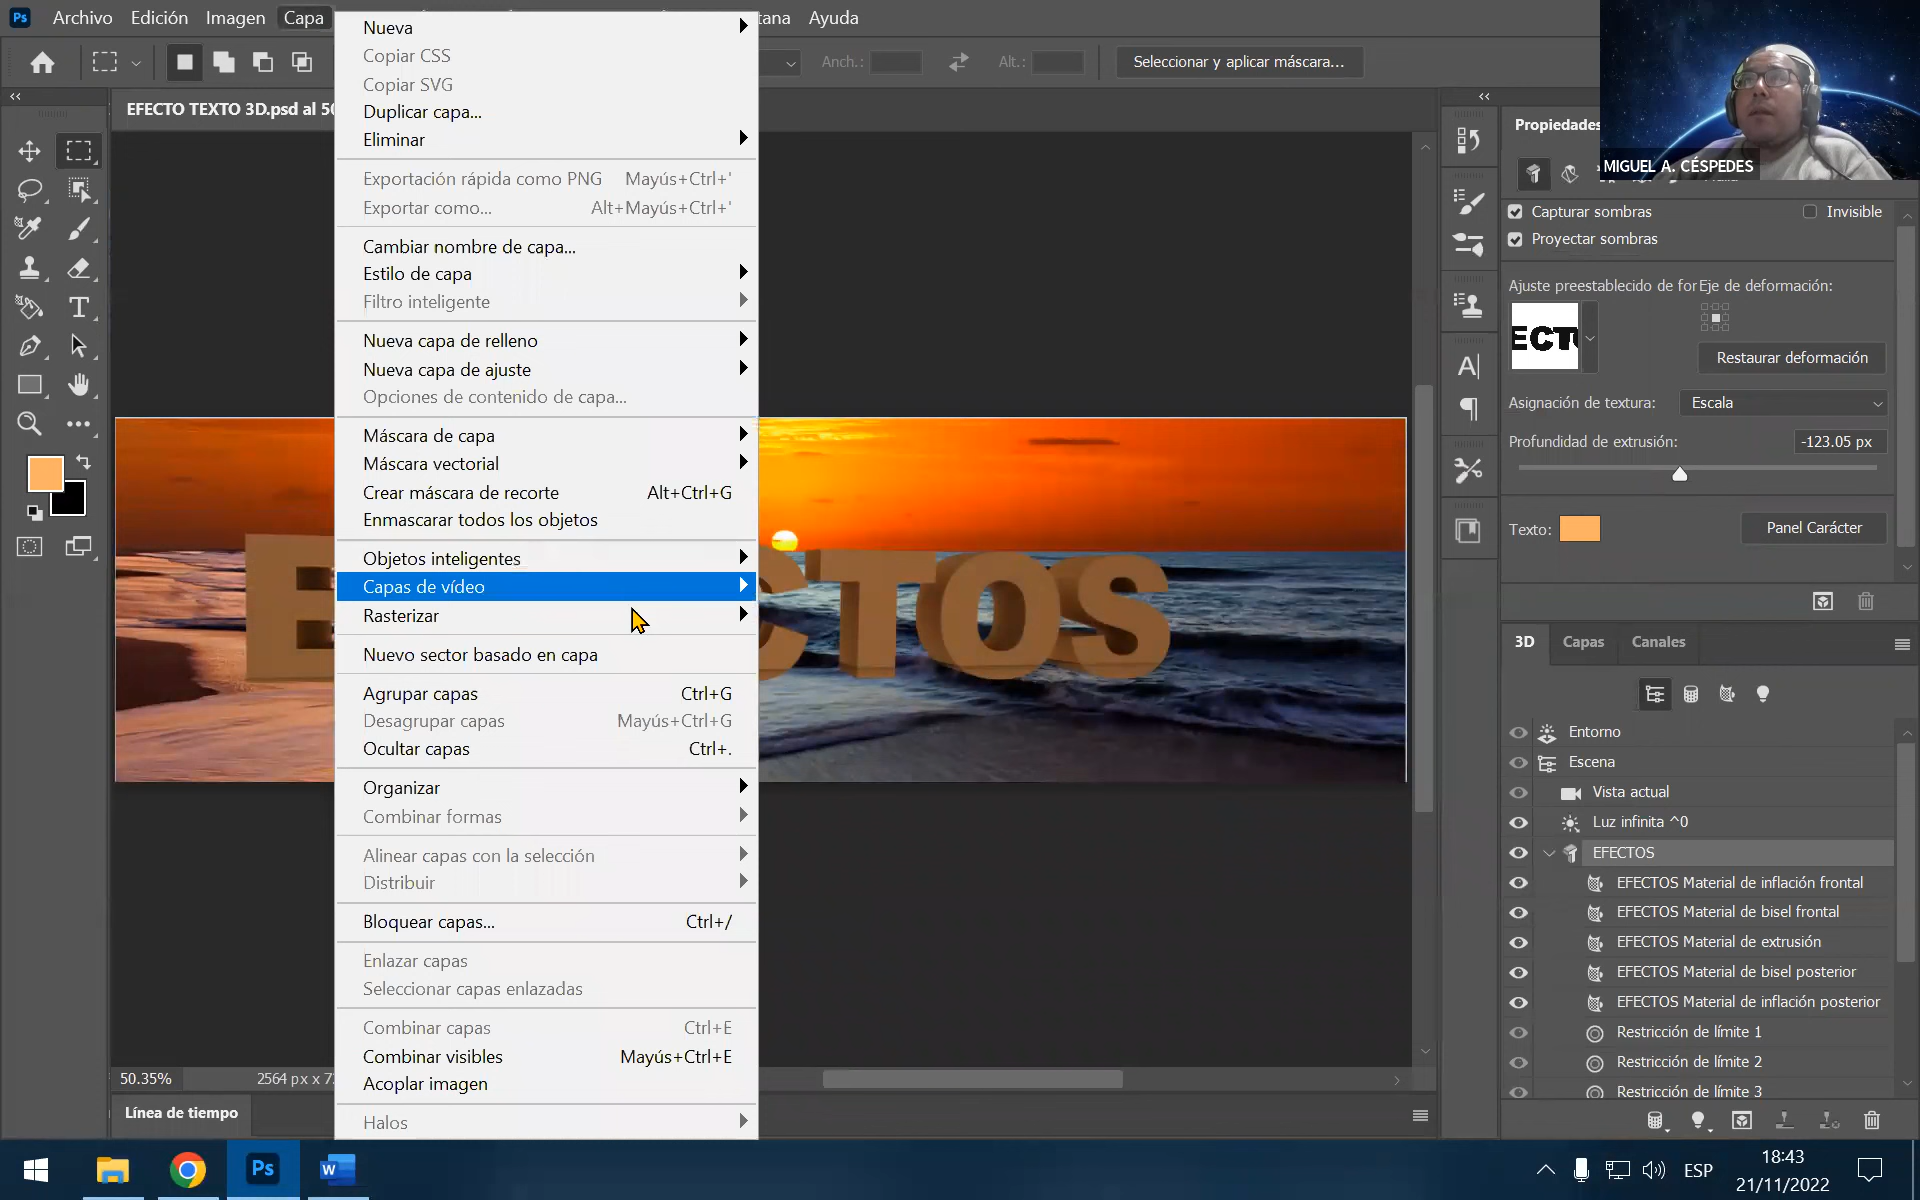 Ps Archivo Edición Imagen Capa tana Ayuda
Anch.: Alt.: Seleccionar y aplicar máscara...
EFECTO TEXTO 3D.psd al 50
Nueva
Copiar CSS
Copiar SVG
Duplicar capa...
Eliminar
Exportación rápida como PNG Mayús+Ctrl+'
Exportar como... Alt+Mayús+Ctrl+'
Cambiar nombre de capa...
Estilo de capa
Filtro inteligente
Nueva capa de relleno
Nueva capa de ajuste
Opciones de contenido de capa...
Máscara de capa
Máscara vectorial
Crear máscara de recorte Alt+Ctrl+G
Enmascarar todos los objetos
Objetos inteligentes
Capas de vídeo
Rasterizar
Nuevo sector basado en capa
Agrupar capas Ctrl+G
Desagrupar capas Mayús+Ctrl+G
Ocultar capas Ctrl+.
Organizar
Combinar formas
Alinear capas con la selección
Distribuir
Bloquear capas... Ctrl+/
Enlazar capas
Seleccionar capas enlazadas
Combinar capas Ctrl+E
Combinar visibles Mayús+Ctrl+E
Acoplar imagen
Halos
E CTOS
50.35% 2564 px x 7
Línea de tiempo
Propiedades
MIGUEL A. CÉSPEDES
Capturar sombras Invisible
Proyectar sombras
Ajuste preestablecido de for Eje de deformación:
ECTO
Restaurar deformación
Asignación de textura: Escala
Profundidad de extrusión: -123.05 px
Texto: Panel Carácter
3D Capas Canales
Entorno
Escena
Vista actual
Luz infinita ^0
EFECTOS
EFECTOS Material de inflación frontal
EFECTOS Material de bisel frontal
EFECTOS Material de extrusión
EFECTOS Material de bisel posterior
EFECTOS Material de inflación posterior
Restricción de límite 1
Restricción de límite 2
Restricción de límite 3
Ps W ESP 18:43
21/11/2022